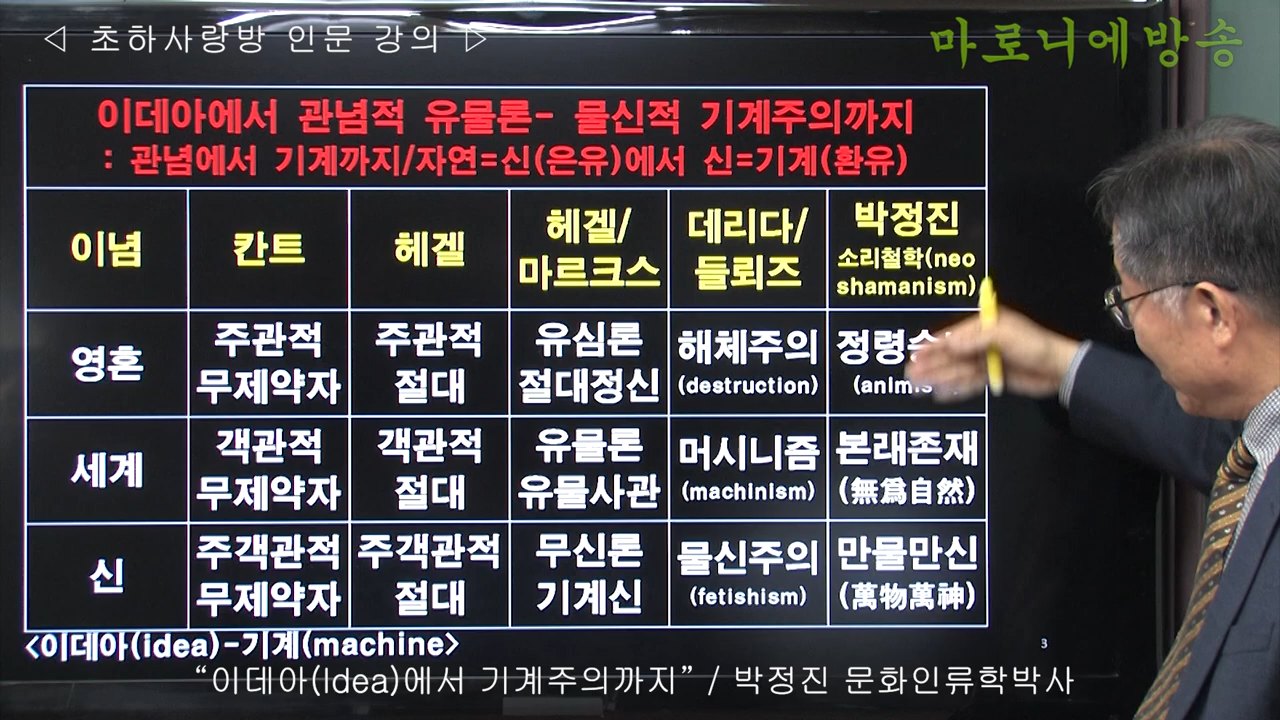 ◁ 초하사랑방 인문 강의 ▷
마로니에방송
이데아에서 관념적 유물론- 물신적 기계주의까지
: 관념에서 기계까지/자연=신(은유)에서 신=기계(환유)
이념 칸트 헤겔 헤겔/마르크스 데리다/들뢰즈 박정진 소리철학(neo shamanism)
영혼 주관적 무제약자 주관적 절대 유심론 절대정신 해체주의 (destruction)
세계 객관적 무제약자 객관적 절대 유물론 유물사관 머시니즘 (machinism) 본래존재 (無爲自然)
신 주객관적 무제약자 주객관적 절대 무신론 기계신 물신주의 (fetishism) 만물만신 (萬物萬神)
<이데아(idea)-기계(machine>
3
“이데아(Idea)에서 기계주의까지” / 박정진 문화인류학박사